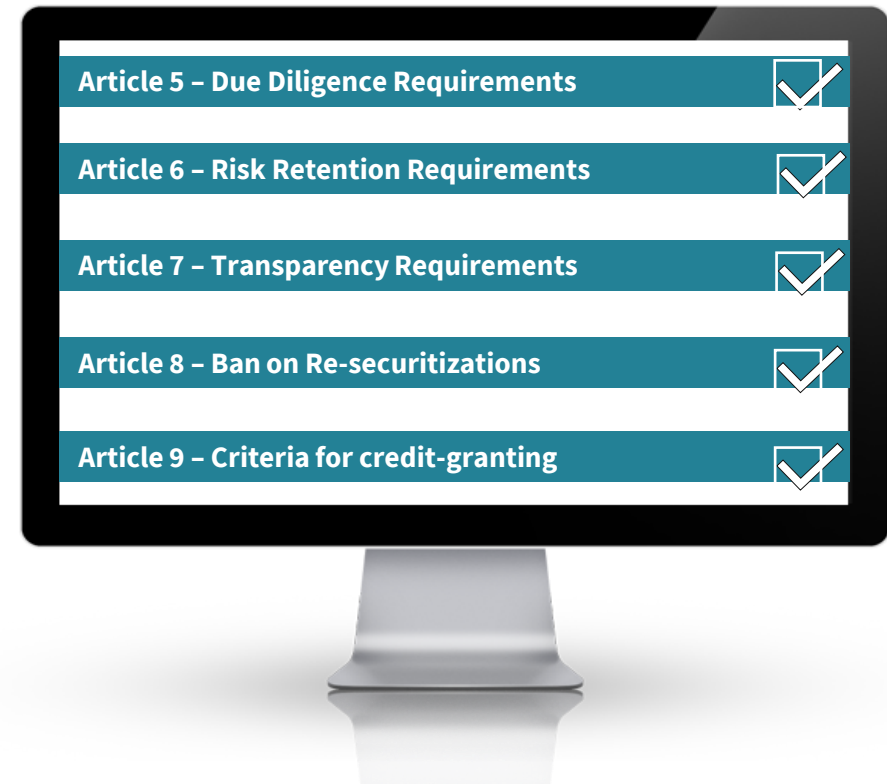 Article 5 – Due Diligence Requirements
Article 6 – Risk Retention Requirements
Article 7 – Transparency Requirements
Article 8 – Ban on Re-securitizations
Article 9 – Criteria for credit-granting